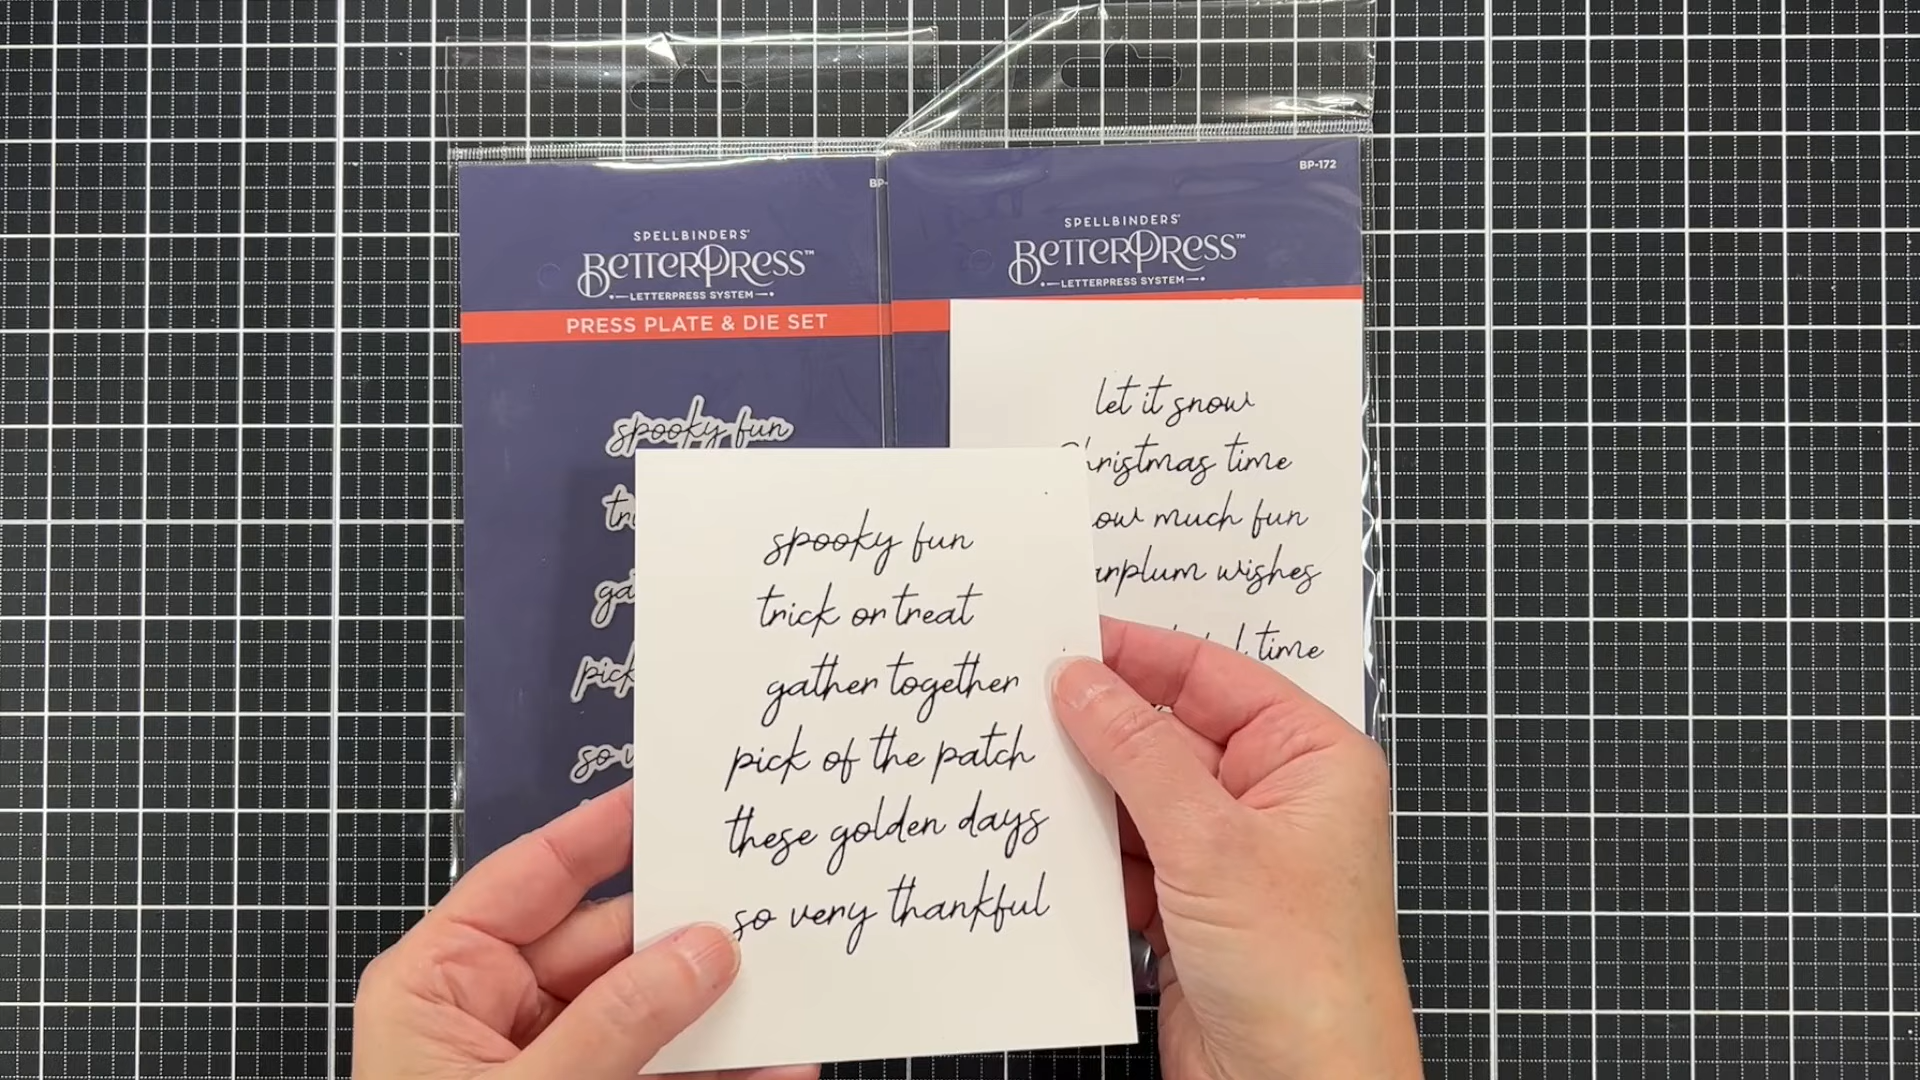 BP-172
SPELLBINDERS'
BETTERPRESS™
LETTERPRESS SYSTEM
PRESS PLATE & DIE SET
spooky fun
SPELLBINDERS'
BETTERPRESS™
LETTERPRESS SYSTEM
let it snow
time
much fun
wishes
time
spooky fun
trick or treat
gather together
pick of the patch
these golden days
so very thankful